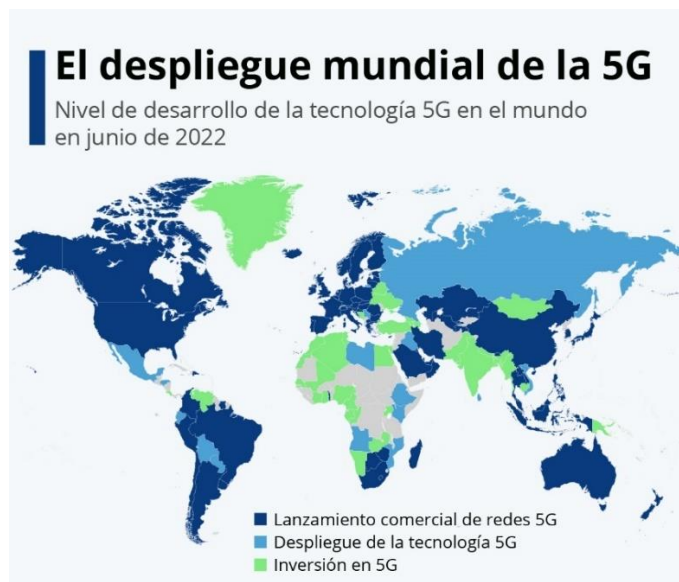 El despliegue mundial de la 5G
Nivel de desarrollo de la tecnología 5G en el mundo
en junio de 2022
Lanzamiento comercial de redes 5G
Despliegue de la tecnología 5G
Inversión en 5G